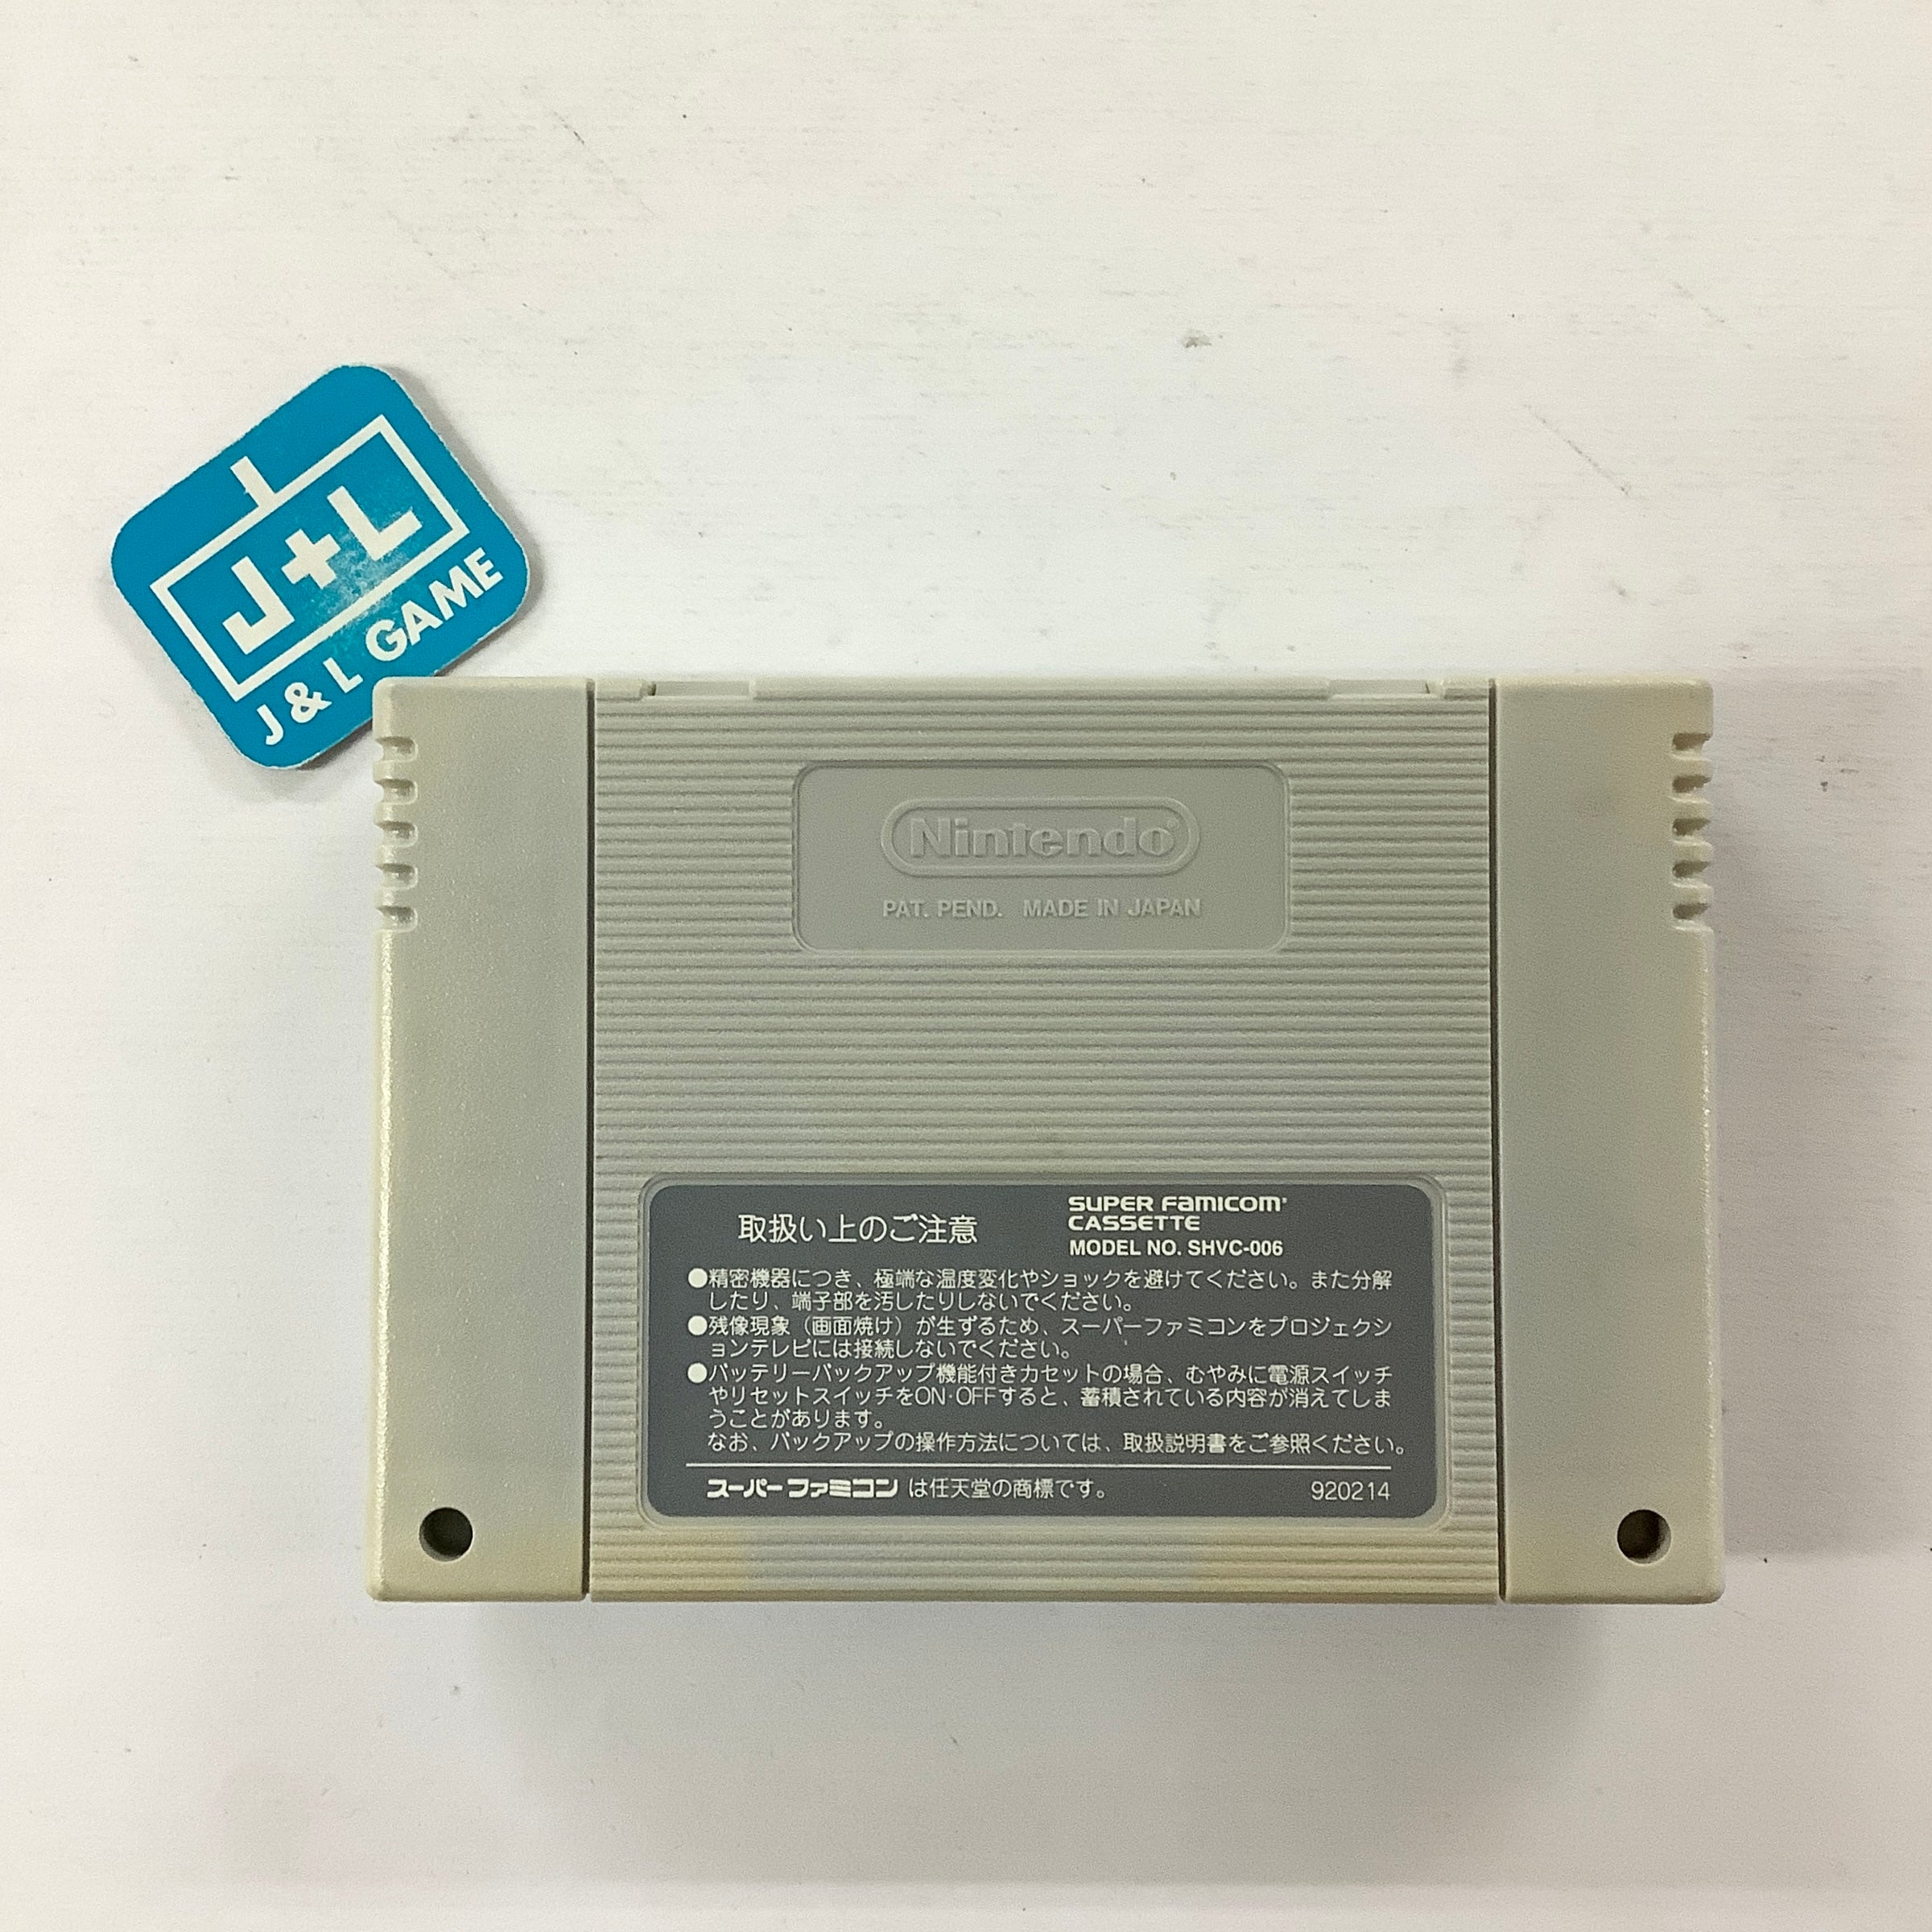 J+L
J & L GAME
Nintendo®
PAT. PEND. MADE IN JAPAN
取扱い上のご注意
SUPER FAMICOM®
CASSETTE
MODEL NO. SHVC-006
●精密機器につき、極端な温度変化やショックを避けてください。また分解
したり、端子部を汚したりしないでください。
●残像現象（画面焼け）が生ずるため、スーパーファミコンをプロジェクシ
ョンテレビには接続しないでください。
●バッテリーバックアップ機能付きカセットの場合、むやみに電源スイッチ
やリセットスイッチをON･OFFすると、蓄積されている内容が消えてしま
うことがあります。
なお、バックアップの操作方法については、取扱説明書をご参照ください。
スーパーファミコン は任天堂の商標です。
920214